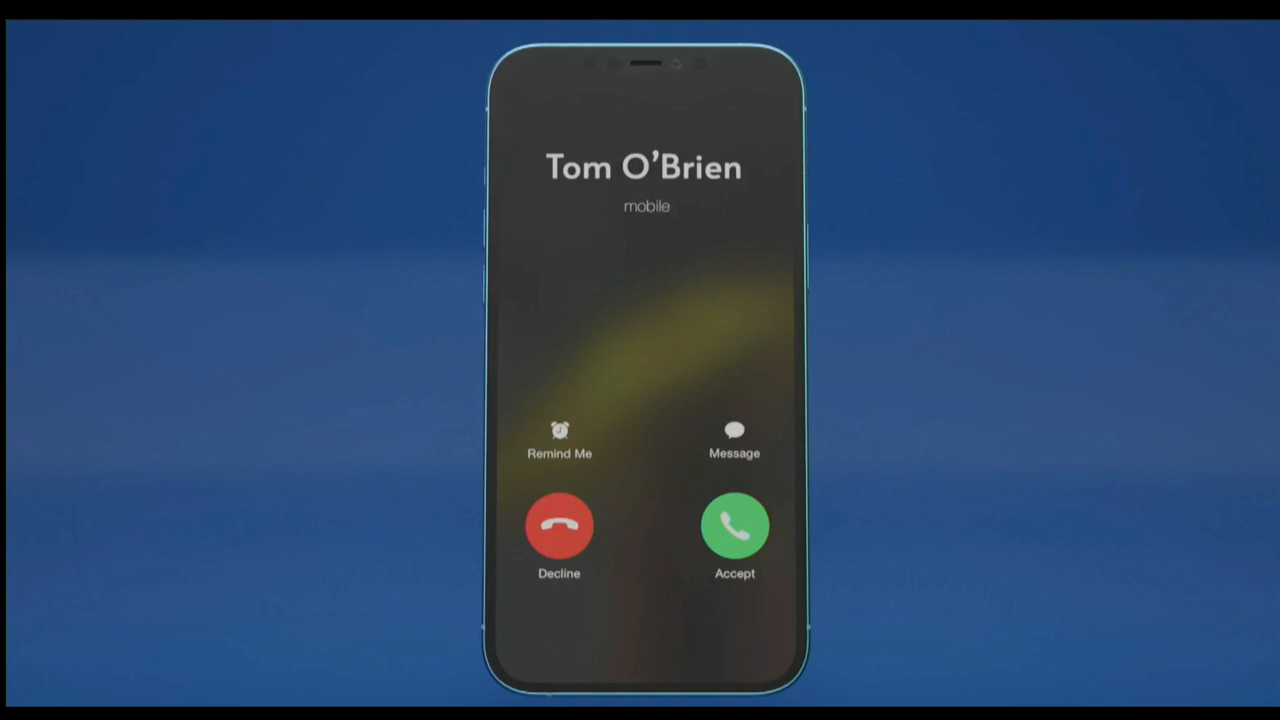 Tom O’Brien
mobile
Remind Me
Message
Decline
Accept